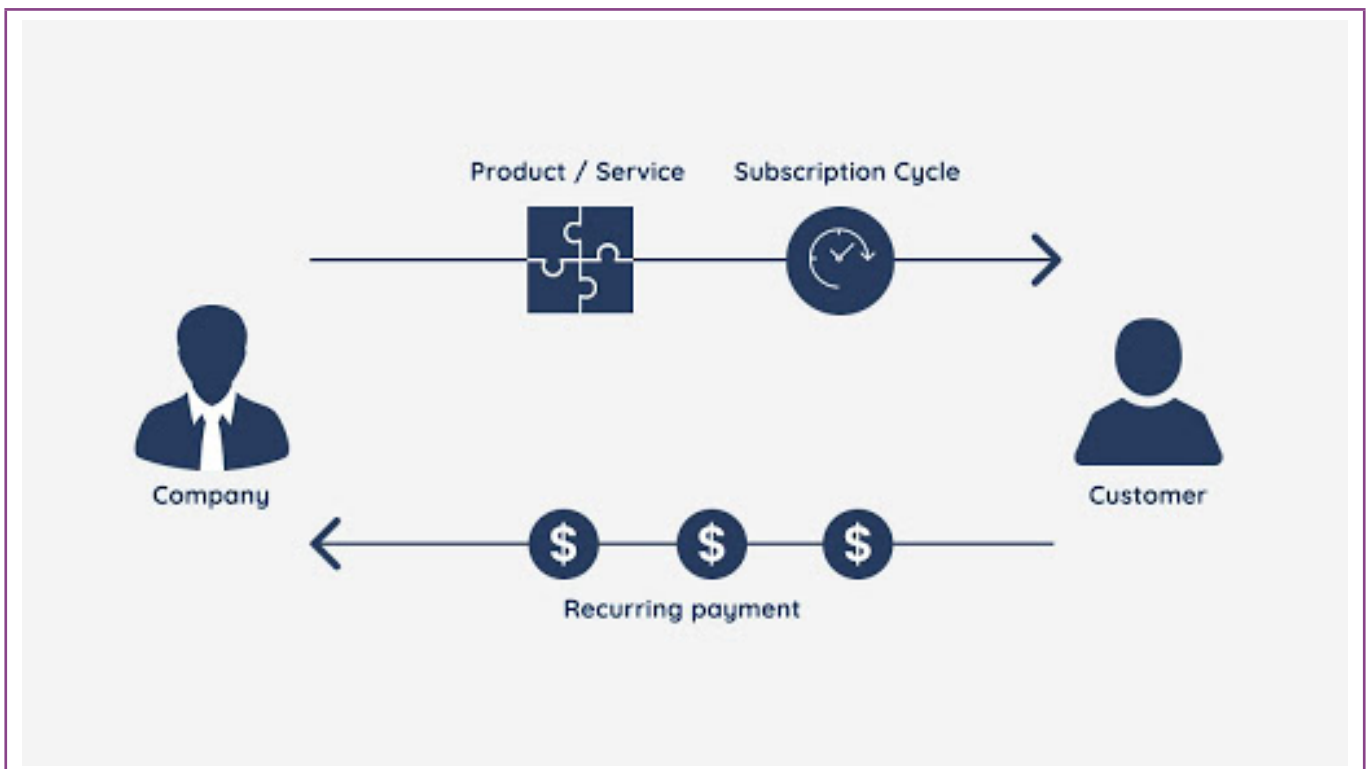 Product / Service
Subscription Cycle
Company
Customer
$ $ $
Recurring payment